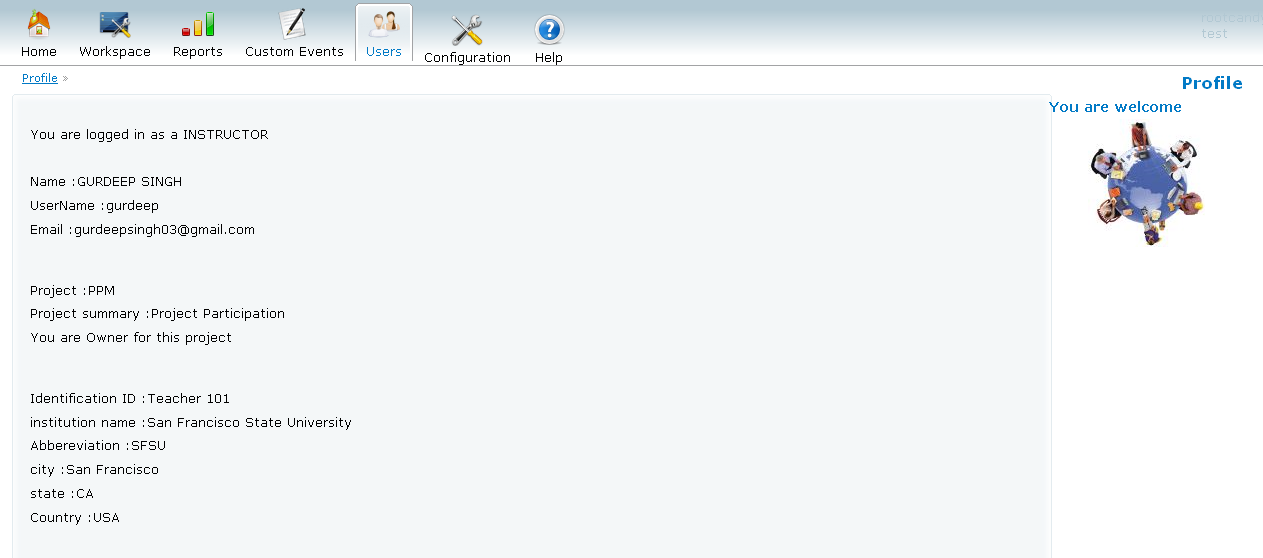 Home
Workspace
Reports
Custom Events
Users
Configuration
Help
rootcandy
test
Profile »
Profile
You are welcome
You are logged in as a INSTRUCTOR
Name :GURDEEP SINGH
UserName :gurdeep
Email :gurdeepsingh03@gmail.com
Project :PPM
Project summary :Project Participation
You are Owner for this project
Identification ID :Teacher 101
institution name :San Francisco State University
Abbereviation :SFSU
city :San Francisco
state :CA
Country :USA